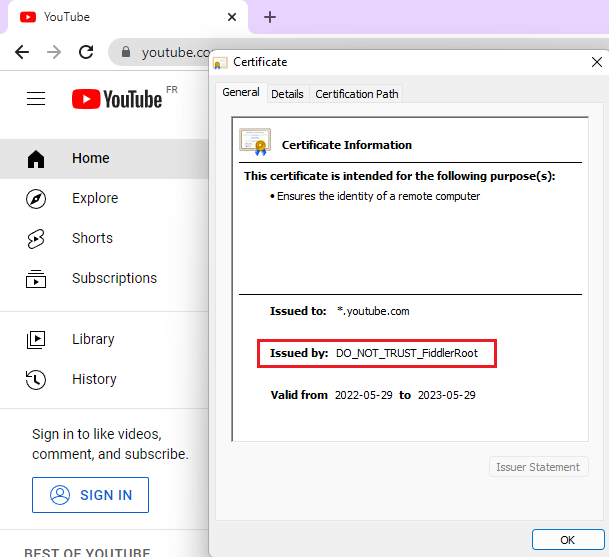 YouTube
youtube.co
YouTube FR
Home
Explore
Shorts
Subscriptions
Library
History
Sign in to like videos,
comment, and subscribe.
SIGN IN
BEST OF YOUTUBE
Certificate
General Details Certification Path
Certificate Information
This certificate is intended for the following purpose(s):
• Ensures the identity of a remote computer
Issued to: *.youtube.com
Issued by: DO_NOT_TRUST_FiddlerRoot
Valid from 2022-05-29 to 2023-05-29
Issuer Statement
OK